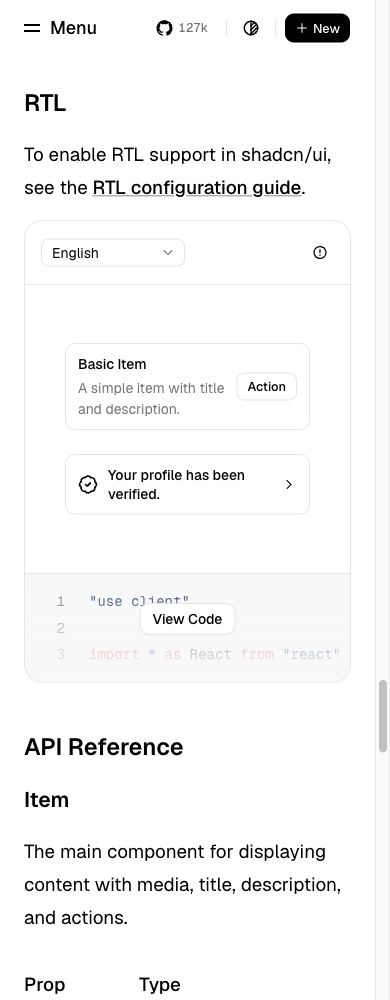 Menu 127k + New
RTL
To enable RTL support in shadcn/ui,
see the RTL configuration guide.
English
Basic Item
A simple item with title
and description.
Action
Your profile has been
verified.
1 "use client"
View Code
2
3 import * as React from "react"
API Reference
Item
The main component for displaying
content with media, title, description,
and actions.
Prop Type